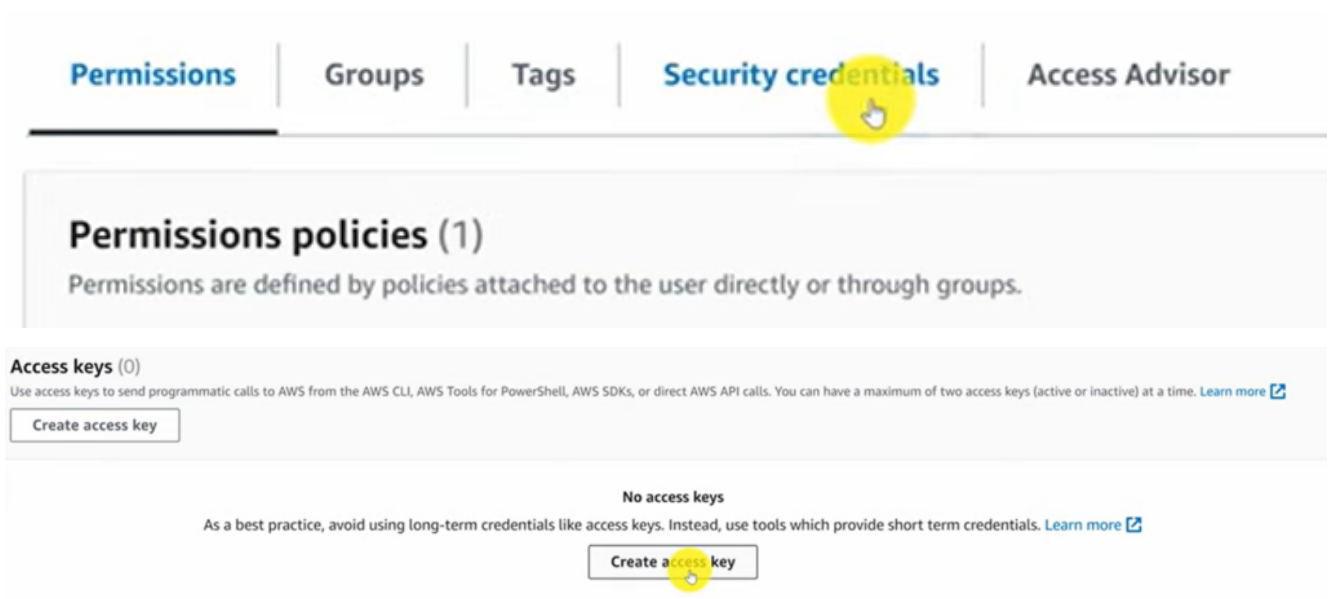 Permissions Groups Tags Security credentials Access Advisor
Permissions policies (1)
Permissions are defined by policies attached to the user directly or through groups.
Access keys (0)
Use access keys to send programmatic calls to AWS from the AWS CLI, AWS Tools for PowerShell, AWS SDKs, or direct AWS API calls. You can have a maximum of two access keys (active or inactive) at a time. Learn more
Create access key
No access keys
As a best practice, avoid using long-term credentials like access keys. Instead, use tools which provide short term credentials. Learn more
Create access key